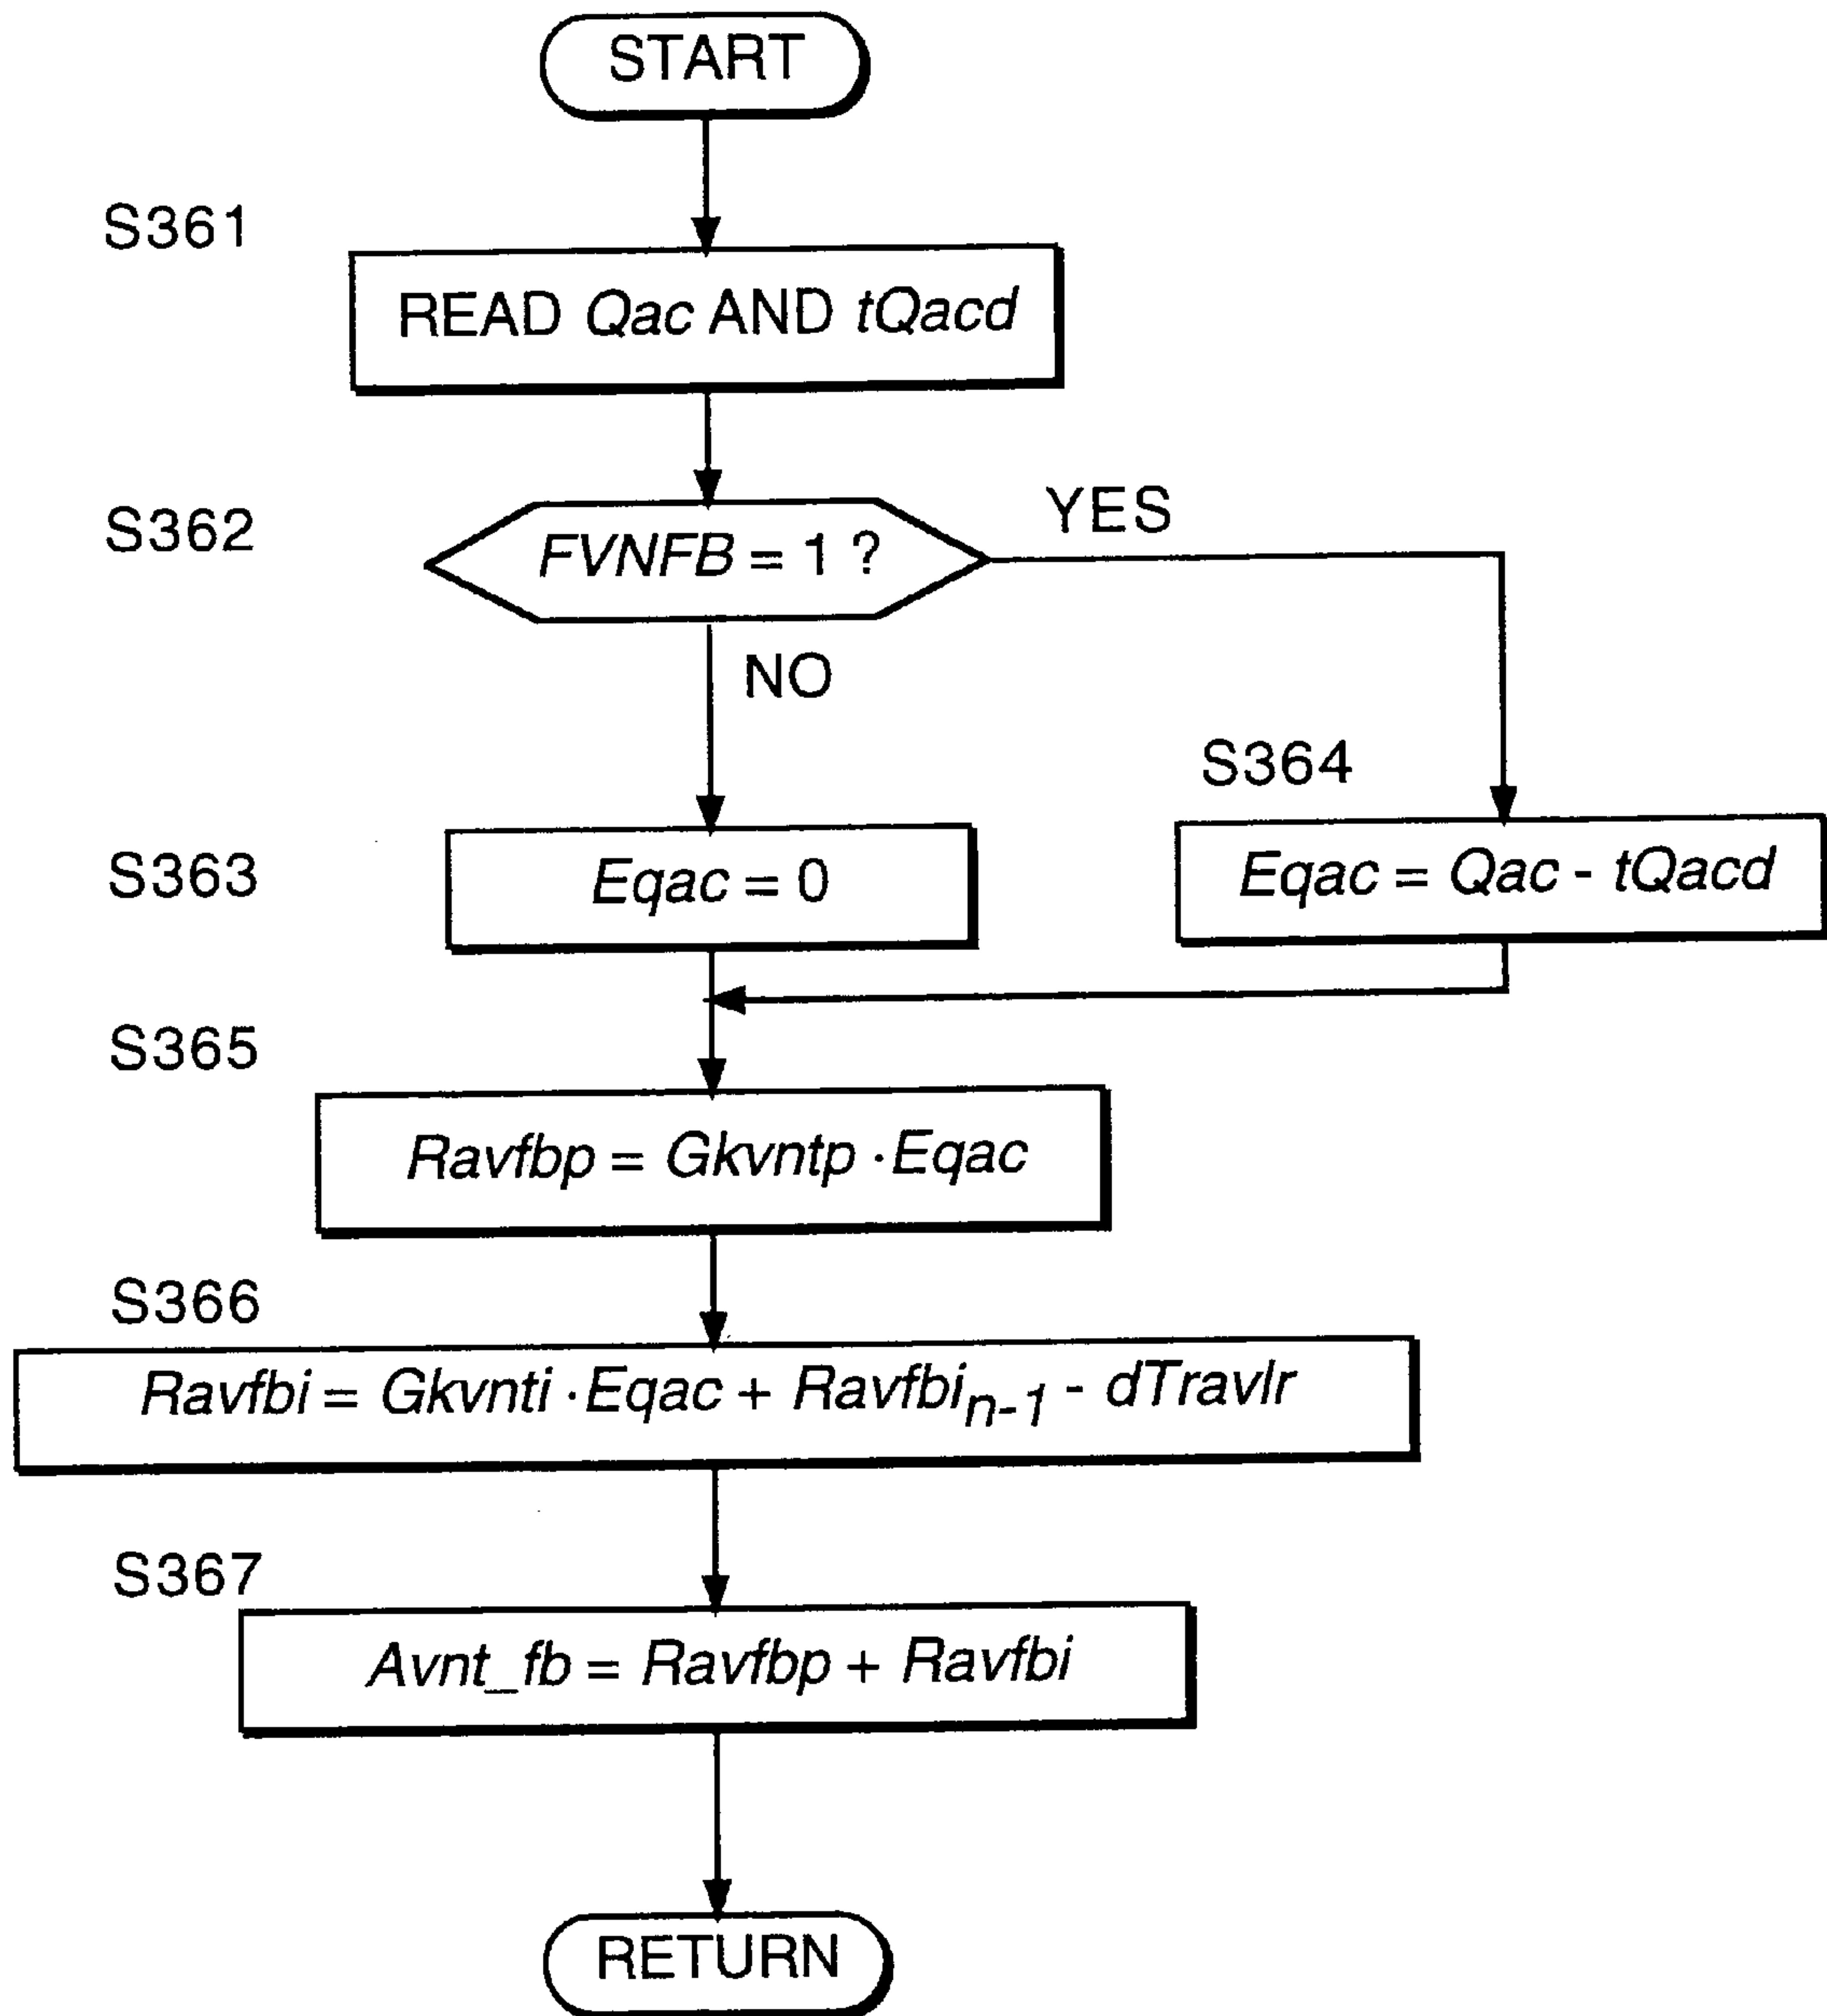 START
S361
READ Qac AND tQacd
S362
FVNFB = 1 ?
YES
NO
S364
S363
Eqac = 0
Eqac = Qac - tQacd
S365
Ravfbp = Gkvntp · Eqac
S366
Ravfbi = Gkvnti · Eqac + Ravfbi n-1 - dTravlr
S367
Avnt_fb = Ravfbp + Ravfbi
RETURN